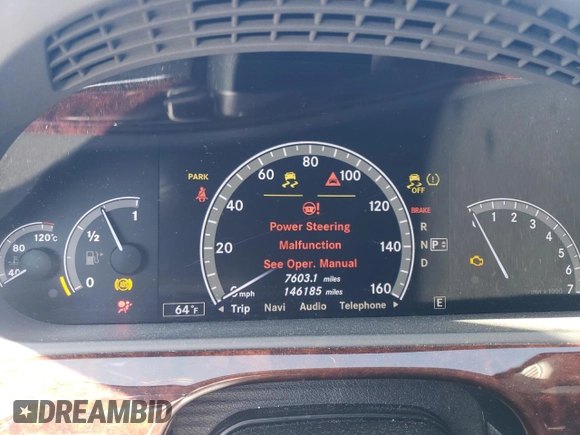 80
100
60
PARK
OFF
1
120°C
40
120
BRAKE
1 2 3 4 5 6 7
Power Steering
R
80
1/2
Malfunction
N P
20
140
See Oper. Manual
D
40
0
7603.1 miles
mph
146185 miles
160
64°F
Trip Navi Audio Telephone
E
DREAMBID